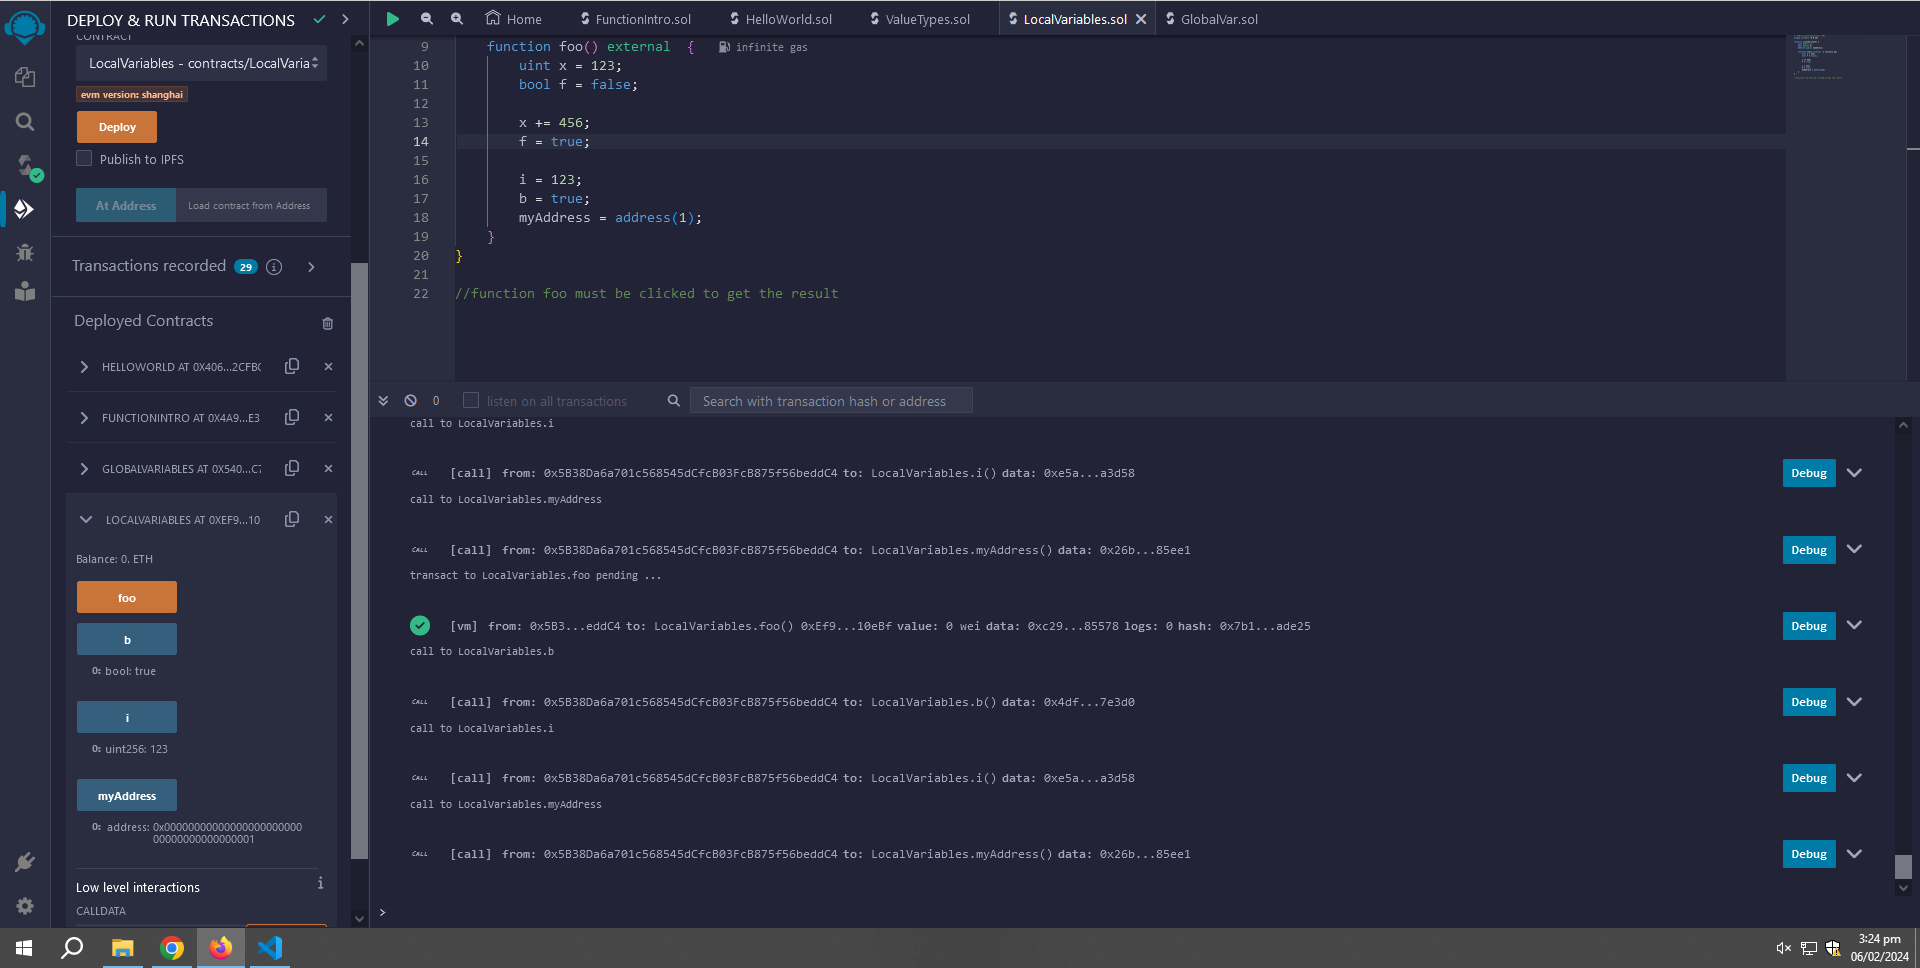 DEPLOY & RUN TRANSACTIONS
CONTRACT
LocalVariables - contracts/LocalVaria
evm version: shanghai
Deploy
Publish to IPFS
At Address
Load contract from Address
Transactions recorded 29 i
Deployed Contracts
HELLOWORLD AT 0X406...2CFB
FUNCTIONINTRO AT 0X4A9...E3
GLOBALVARIABLES AT 0X540...C
LOCALVARIABLES AT 0XEF9...10
Balance: 0. ETH
foo
b
0: bool: true
i
0: uint256: 123
myAddress
0: address: 0x00000000000000000000000
00000000000000001
Low level interactions
i
CALLDATA
Home
FunctionIntro.sol
HelloWorld.sol
ValueTypes.sol
LocalVariables.sol
GlobalVar.sol
9 function foo() external { infinite gas
10 uint x = 123;
11 bool f = false;
12
13 x += 456;
14 f = true;
15
16 i = 123;
17 b = true;
18 myAddress = address(1);
19 }
20 }
21
22 //function foo must be clicked to get the result
0 listen on all transactions Search with transaction hash or address
call to LocalVariables.i
CALL [call] from: 0x5B38Da6a701c568545dCfcB03FcB875f56beddC4 to: LocalVariables.i() data: 0xe5a...a3d58 Debug
call to LocalVariables.myAddress
CALL [call] from: 0x5B38Da6a701c568545dCfcB03FcB875f56beddC4 to: LocalVariables.myAddress() data: 0x26b...85ee1 Debug
transact to LocalVariables.foo pending ...
[vm] from: 0x5B3...eddC4 to: LocalVariables.foo() 0xEf9...10eBf value: 0 wei data: 0xc29...85578 logs: 0 hash: 0x7b1...ade25 Debug
call to LocalVariables.b
CALL [call] from: 0x5B38Da6a701c568545dCfcB03FcB875f56beddC4 to: LocalVariables.b() data: 0x4df...7e3d0 Debug
call to LocalVariables.i
CALL [call] from: 0x5B38Da6a701c568545dCfcB03FcB875f56beddC4 to: LocalVariables.i() data: 0xe5a...a3d58 Debug
call to LocalVariables.myAddress
CALL [call] from: 0x5B38Da6a701c568545dCfcB03FcB875f56beddC4 to: LocalVariables.myAddress() data: 0x26b...85ee1 Debug
>
3:24 pm
06/02/2024